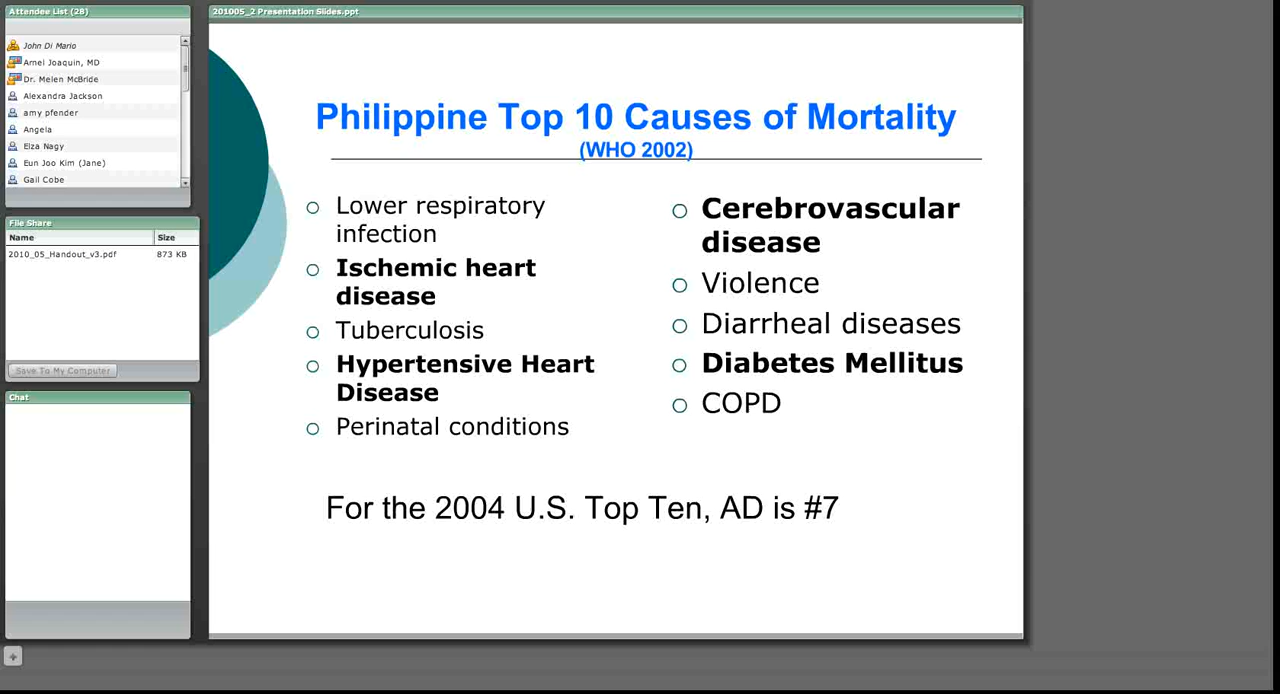 Attendee List (28)
John Di Mario
Arnel Joaquin, MD
Dr. Melen McBride
Alexandra Jackson
amy pfender
Angela
Elza Nagy
Eun Joo Kim (Jane)
Gail Cobe
File Share
Name Size
2010_05_Handout_v3.pdf 873 KB
Save To My Computer
Chat
201005_2 Presentation Slides.ppt
Philippine Top 10 Causes of Mortality
(WHO 2002)
Lower respiratory
infection
Ischemic heart
disease
Tuberculosis
Hypertensive Heart
Disease
Perinatal conditions
Cerebrovascular
disease
Violence
Diarrheal diseases
Diabetes Mellitus
COPD
For the 2004 U.S. Top Ten, AD is #7